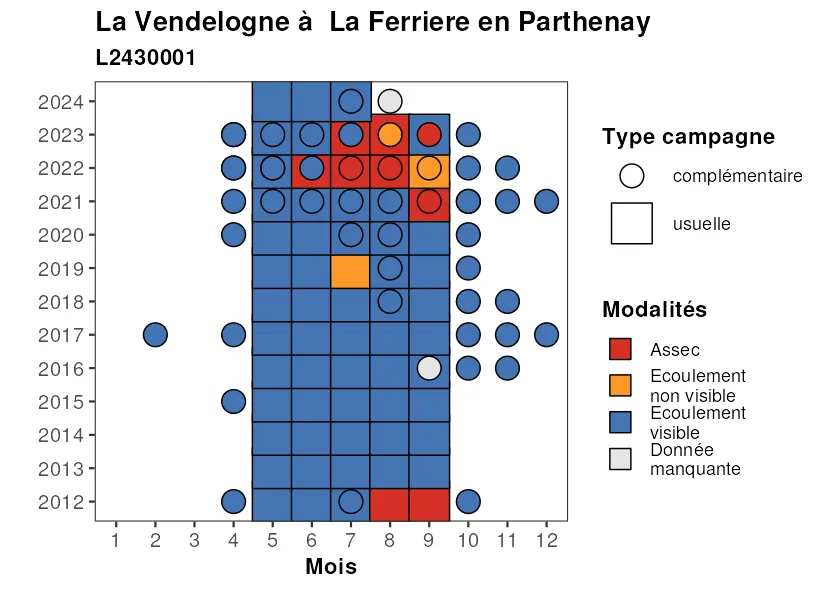 La Vendelogne à  La Ferriere en Parthenay
L2430001
2024
2023
2022
2021
2020
2019
2018
2017
2016
2015
2014
2013
2012
1 2 3 4 5 6 7 8 9 10 11 12
Mois
Type campagne
complémentaire
usuelle
Modalités
Assec
Ecoulement
non visible
Ecoulement
visible
Donnée
manquante